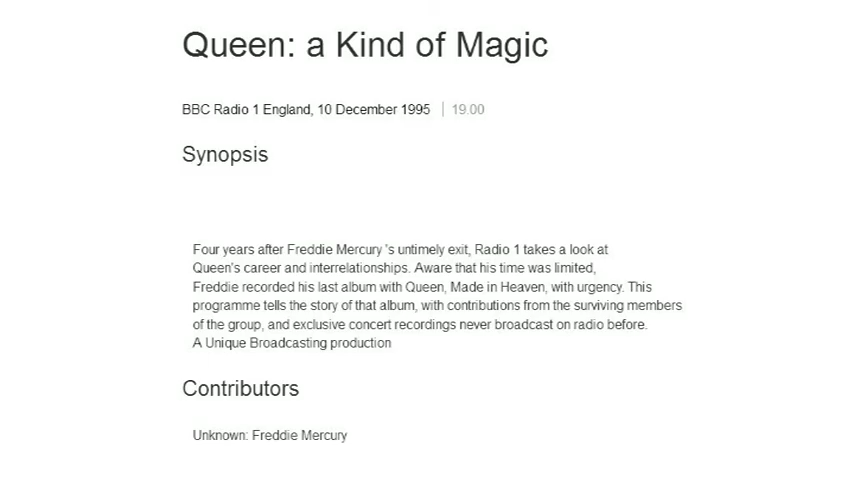 Queen: a Kind of Magic
BBC Radio 1 England, 10 December 1995 | 19.00
Synopsis
Four years after Freddie Mercury 's untimely exit, Radio 1 takes a look at
Queen's career and interrelationships. Aware that his time was limited,
Freddie recorded his last album with Queen, Made in Heaven, with urgency. This
programme tells the story of that album, with contributions from the surviving members
of the group, and exclusive concert recordings never broadcast on radio before.
A Unique Broadcasting production
Contributors
Unknown: Freddie Mercury